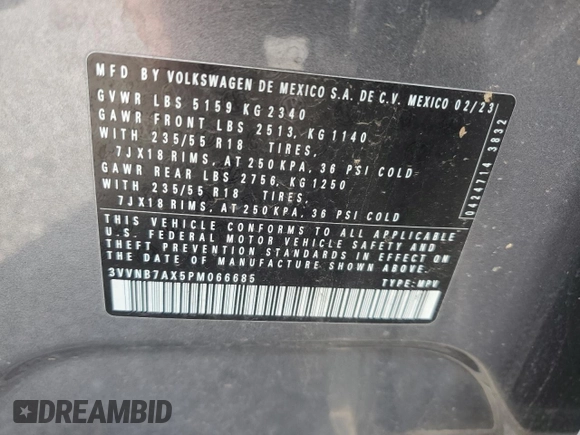 MFD BY VOLKSWAGEN DE MEXICO S.A. DE C.V. MEXICO 02/23
GVWR LBS 5159 KG 2340
GAWR FRONT LBS 2513, KG 1140
WITH 235/55 R18 TIRES,
7JX18 RIMS, AT 250 KPA, 36 PSI COLD
GAWR REAR LBS 2756, KG 1250
WITH 235/55 R18 TIRES,
7JX18 RIMS, AT 250 KPA, 36 PSI COLD
THIS VEHICLE CONFORMS TO ALL APPLICABLE
U.S. FEDERAL MOTOR VEHICLE SAFETY AND
THEFT PREVENTION STANDARDS IN EFFECT ON
THE DATE OF MANUFACTURE SHOWN ABOVE.
3VVNB7AX5PM066685
TYPE: MPV
0424714 3832
DREAMBID